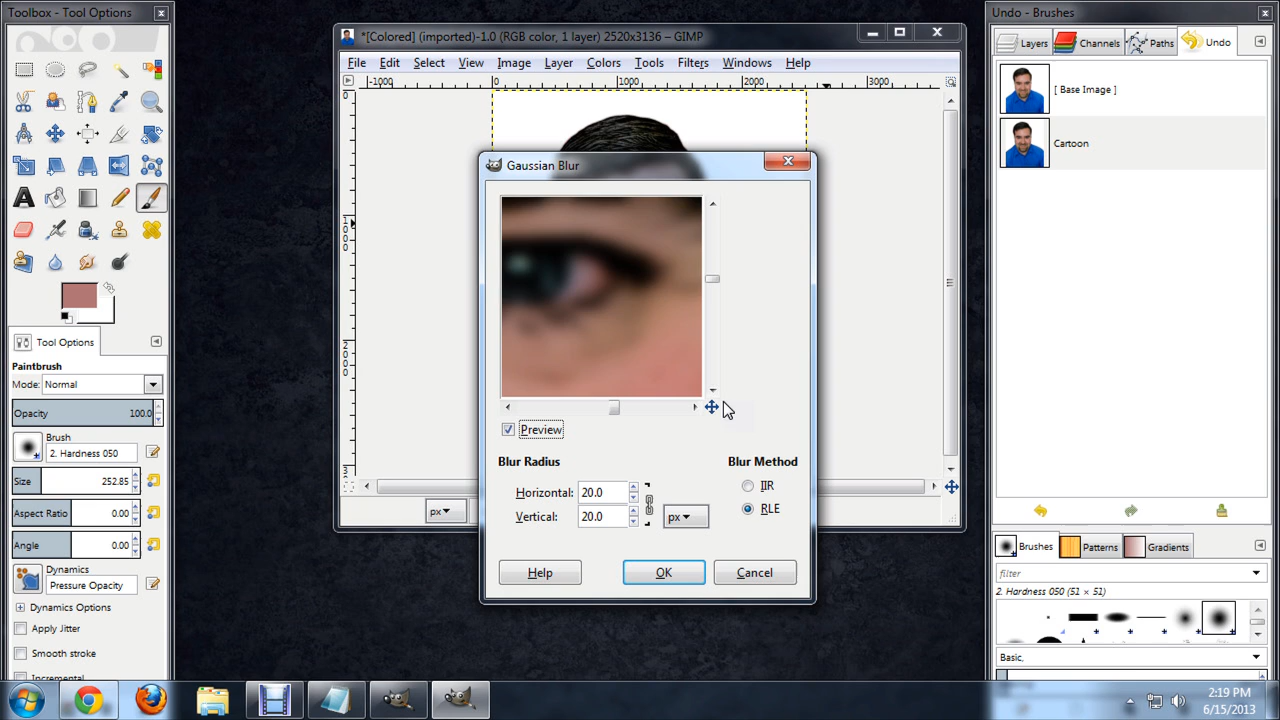 Toolbox - Tool Options
*[Colored] (imported)-1.0 (RGB color, 1 layer) 2520x3136 – GIMP
Undo - Brushes
File Edit Select View Image Layer Colors Tools Filters Windows Help
Layers Channels Paths Undo
-1000 0 1000 2000 3000
[ Base Image ]
Cartoon
Gaussian Blur
Preview
Blur Radius
Horizontal: 20.0
Vertical: 20.0
px
Blur Method
IIR
RLE
Help OK Cancel
px
Tool Options
Paintbrush
Mode: Normal
Opacity 100.0
Brush
2. Hardness 050
Size 252.85
Aspect Ratio 0.00
Angle 0.00
Dynamics
Pressure Opacity
Dynamics Options
Apply Jitter
Smooth stroke
Incremental
Brushes Patterns Gradients
filter
2. Hardness 050 (51 × 51)
Basic,
2:19 PM
6/15/2013